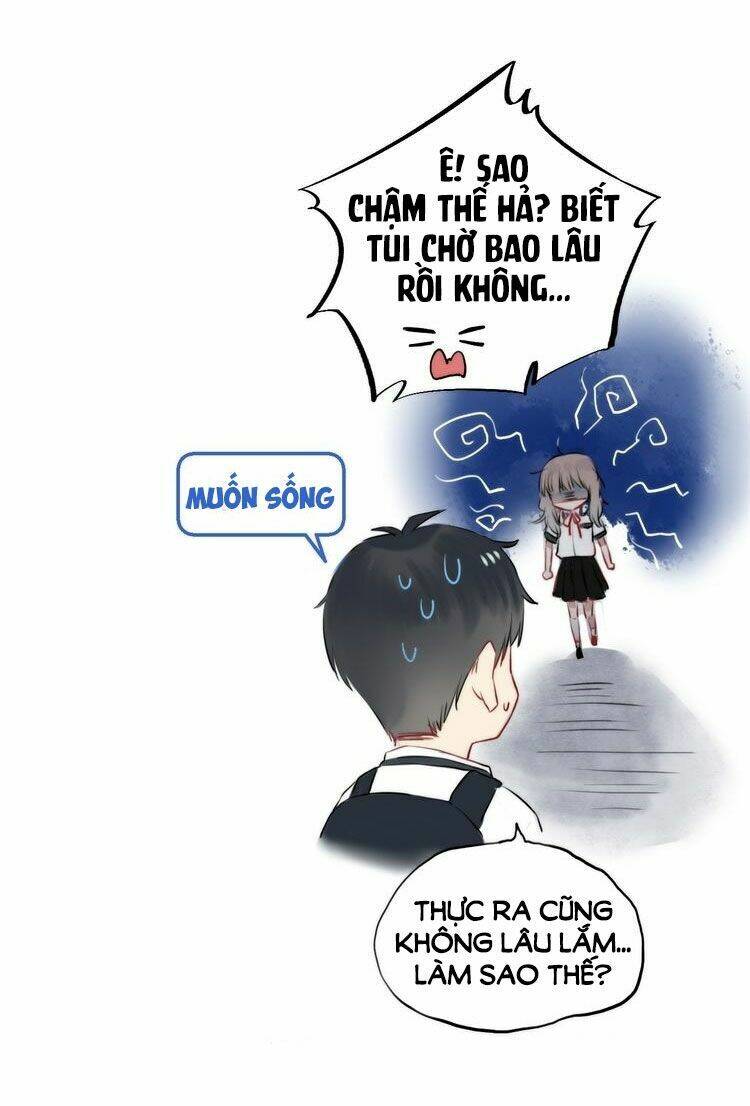 Ê! SAO
CHẬM THẾ HẢ? BIẾT
TUI CHỜ BAO LÂU
RỒI KHÔNG...
MUỐN SỐNG
THỰC RA CŨNG
KHÔNG LÂU LẮM...
LÀM SAO THẾ?